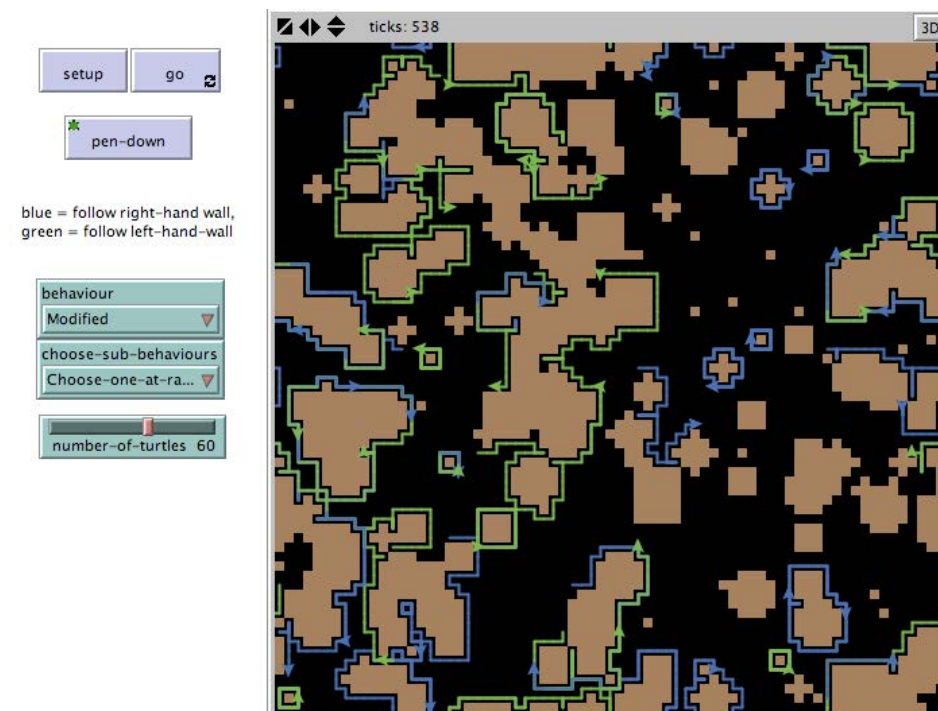 ticks: 538
3D
setup
go
pen-down
blue = follow right-hand wall,
green = follow left-hand-wall
behaviour
Modified
choose-sub-behaviours
Choose-one-at-ra...
number-of-turtles 60